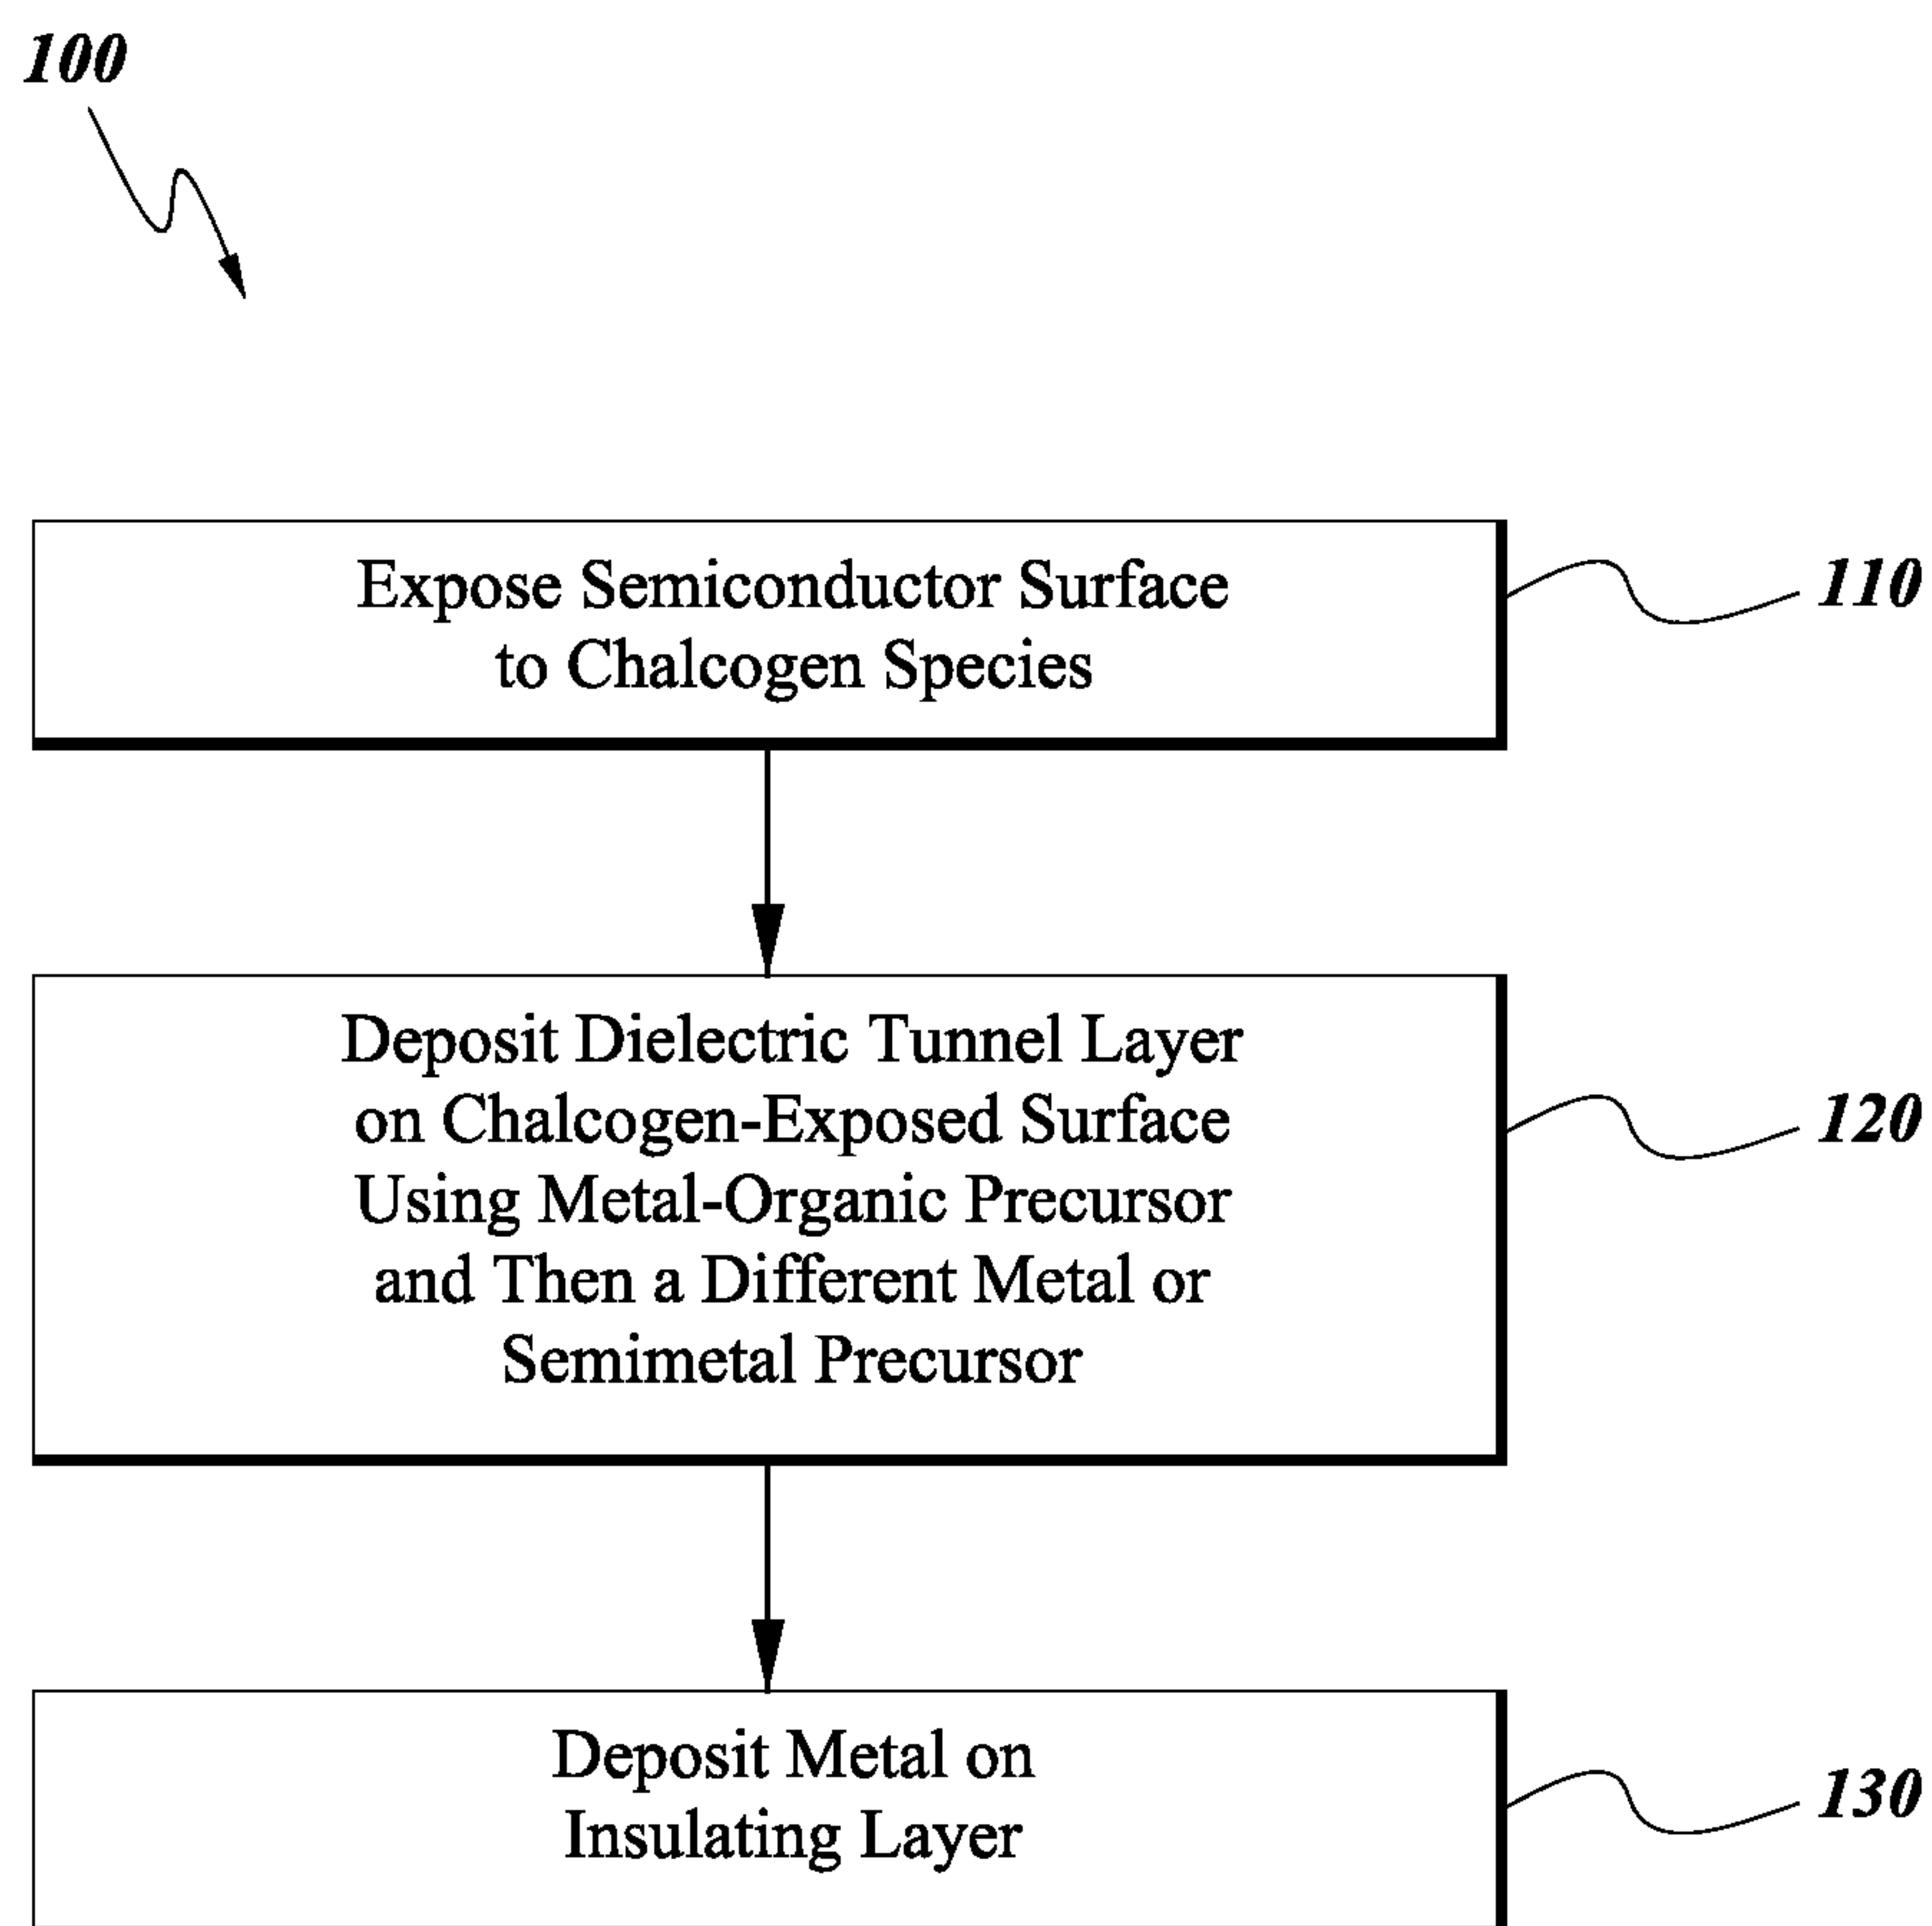 100
Expose Semiconductor Surface
to Chalcogen Species
110
Deposit Dielectric Tunnel Layer
on Chalcogen-Exposed Surface
Using Metal-Organic Precursor
and Then a Different Metal or
Semimetal Precursor
120
Deposit Metal on
Insulating Layer
130